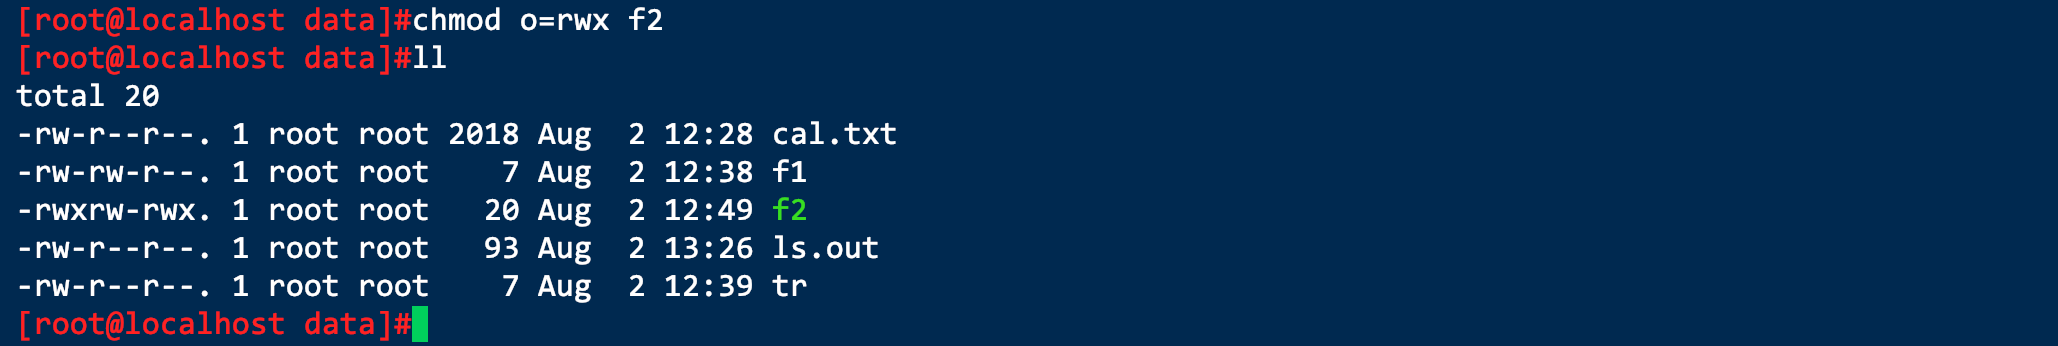 [root@localhost data]#chmod o=rwx f2
[root@localhost data]#ll
total 20
-rw-r--r--. 1 root root 2018 Aug  2 12:28 cal.txt
-rw-rw-r--. 1 root root    7 Aug  2 12:38 f1
-rwxrw-rwx. 1 root root   20 Aug  2 12:49 f2
-rw-r--r--. 1 root root   93 Aug  2 13:26 ls.out
-rw-r--r--. 1 root root    7 Aug  2 12:39 tr
[root@localhost data]#